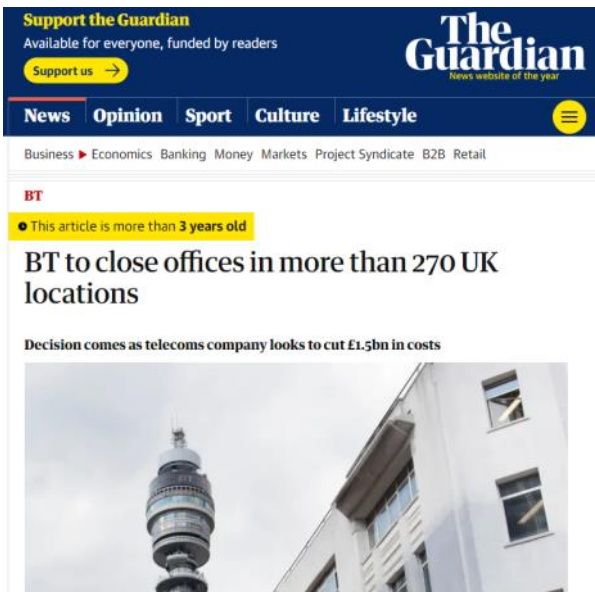 Support the Guardian
Available for everyone, funded by readers
Support us →
The
Guardian
News website of the year
News Opinion Sport Culture Lifestyle
Business ▶ Economics Banking Money Markets Project Syndicate B2B Retail
BT
This article is more than 3 years old
BT to close offices in more than 270 UK
locations
Decision comes as telecoms company looks to cut £1.5bn in costs